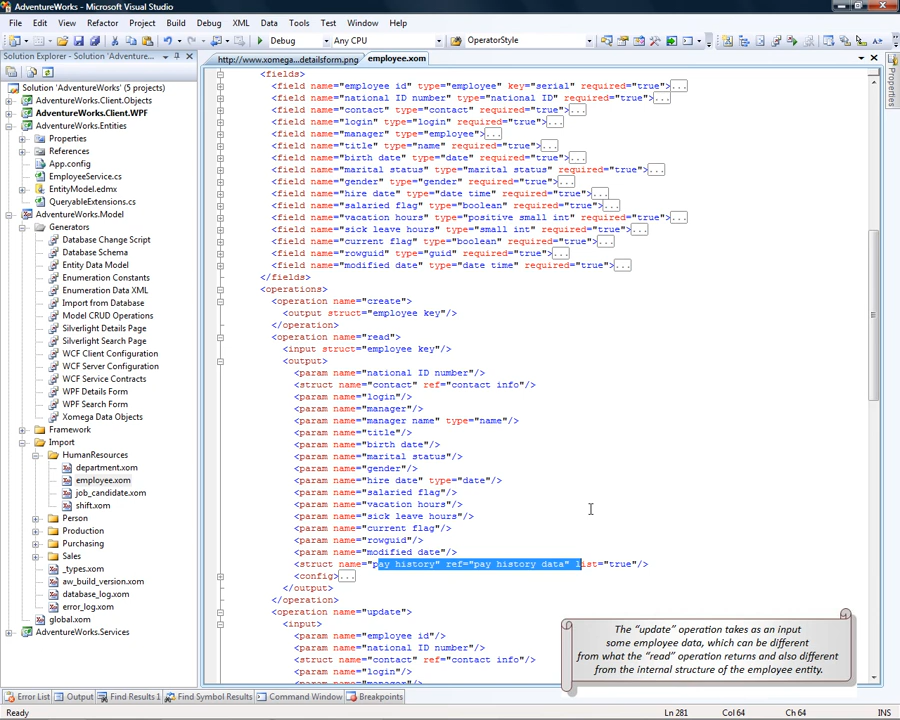 AdventureWorks - Microsoft Visual Studio
File Edit View Refactor Project Build Debug XML Data Tools Test Window Help
Debug Any CPU OperatorStyle
Solution Explorer - Solution 'Adventure...
http://www.xomega...detailsform.png employee.xom
Properties
Solution 'AdventureWorks' (5 projects)
AdventureWorks.Client.Objects
AdventureWorks.Client.WPF
AdventureWorks.Entities
Properties
References
App.config
EmployeeService.cs
EntityModel.edmx
QueryableExtensions.cs
AdventureWorks.Model
Generators
Database Change Script
Database Schema
Entity Data Model
Enumeration Constants
Enumeration Data XML
Import from Database
Model CRUD Operations
Silverlight Details Page
Silverlight Search Page
WCF Client Configuration
WCF Server Configuration
WCF Service Contracts
WPF Details Form
WPF Search Form
Xomega Data Objects
Framework
Import
HumanResources
department.xom
employee.xom
job_candidate.xom
shift.xom
Person
Production
Purchasing
Sales
_types.xom
aw_build_version.xom
database_log.xom
error_log.xom
global.xom
AdventureWorks.Services
<fields>
<field name="employee id" type="employee" key="serial" required="true">...
<field name="national ID number" type="national ID" required="true">...
<field name="contact" type="contact" required="true">...
<field name="login" type="login" required="true">...
<field name="manager" type="employee">...
<field name="title" type="name" required="true">...
<field name="birth date" type="date" required="true">...
<field name="marital status" type="marital status" required="true">...
<field name="gender" type="gender" required="true">...
<field name="hire date" type="date time" required="true">...
<field name="salaried flag" type="boolean" required="true">...
<field name="vacation hours" type="positive small int" required="true">...
<field name="sick leave hours" type="small int" required="true">...
<field name="current flag" type="boolean" required="true">...
<field name="rowguid" type="guid" required="true">...
<field name="modified date" type="date time" required="true">...
</fields>
<operations>
<operation name="create">
<output struct="employee key"/>
</operation>
<operation name="read">
<input struct="employee key"/>
<output>
<param name="national ID number"/>
<struct name="contact" ref="contact info"/>
<param name="login"/>
<param name="manager"/>
<param name="manager name" type="name"/>
<param name="title"/>
<param name="birth date"/>
<param name="marital status"/>
<param name="gender"/>
<param name="hire date" type="date"/>
<param name="salaried flag"/>
<param name="vacation hours"/>
<param name="sick leave hours"/>
<param name="current flag"/>
<param name="rowguid"/>
<param name="modified date"/>
<struct name="pay history" ref="pay history data" list="true"/>
<config>...
</output>
</operation>
<operation name="update">
<input>
<param name="employee id"/>
<param name="national ID number"/>
<struct name="contact" ref="contact info"/>
<param name="login"/>
<param name="manager"/>
The "update" operation takes as an input
some employee data, which can be different
from what the "read" operation returns and also different
from the internal structure of the employee entity.
Error List Output Find Results 1 Find Symbol Results Command Window Breakpoints
Ready Ln 281 Col 64 Ch 64 INS